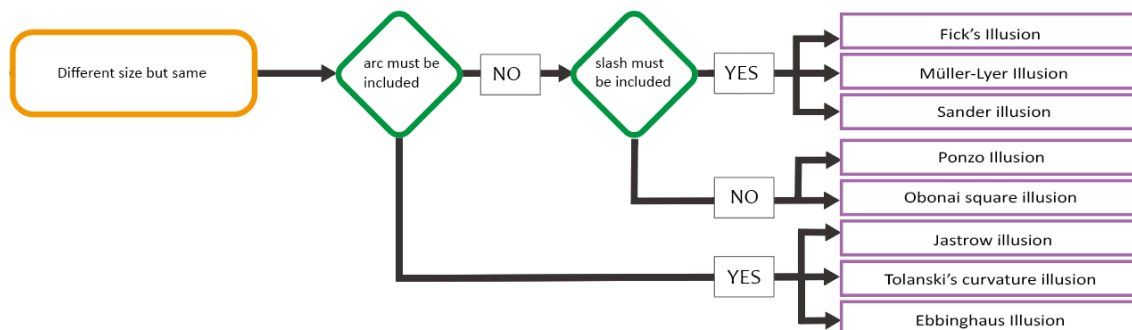 Different size but same
arc must be
included
NO
slash must
be included
YES
Fick's Illusion
Müller-Lyer Illusion
Sander illusion
NO
Ponzo Illusion
Obonai square illusion
YES
Jastrow illusion
Tolanski's curvature illusion
Ebbinghaus Illusion